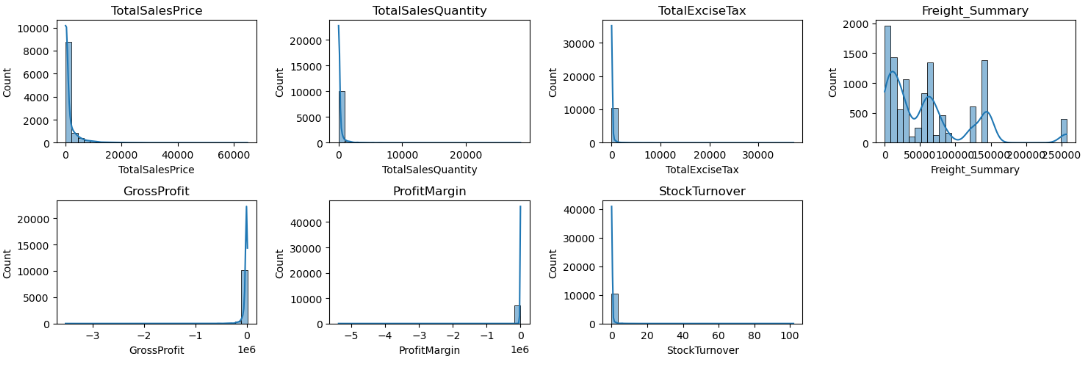 TotalSalesPrice
10000
8000
6000
4000
2000
0
Count
0 20000 40000 60000
TotalSalesPrice
TotalSalesQuantity
20000
15000
10000
5000
0
Count
0 10000 20000
TotalSalesQuantity
TotalExciseTax
30000
20000
10000
0
Count
0 10000 20000 30000
TotalExciseTax
Freight_Summary
2000
1500
1000
500
0
Count
0 50000 100000 150000 200000 250000
Freight_Summary
GrossProfit
20000
15000
10000
5000
0
Count
−3 −2 −1 0
1e6
GrossProfit
ProfitMargin
40000
30000
20000
10000
0
Count
−5 −4 −3 −2 −1 0
1e6
ProfitMargin
StockTurnover
40000
30000
20000
10000
0
Count
0 20 40 60 80 100
StockTurnover